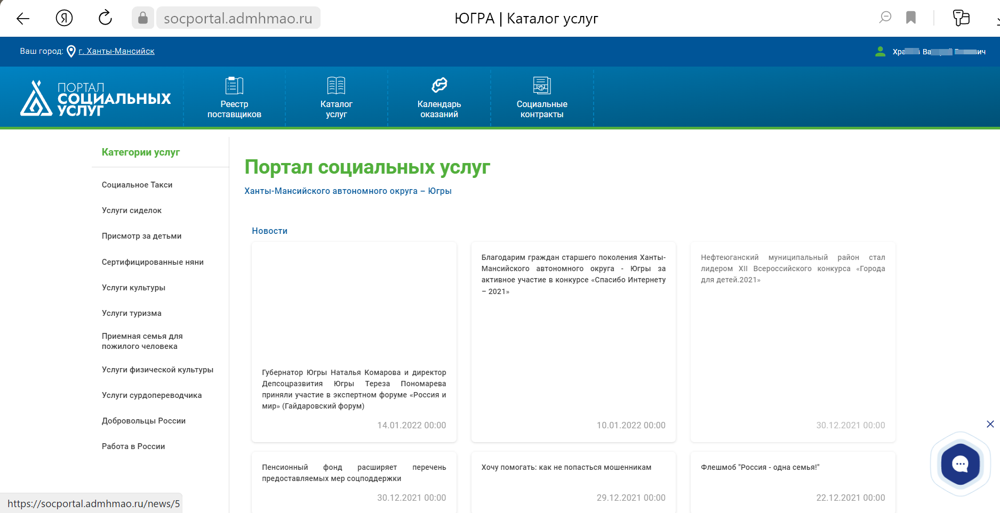 Я
socportal.admhmao.ru
ЮГРА | Каталог услуг
Ваш город: г. Ханты-Мансийск
ПОРТАЛ
СОЦИАЛЬНЫХ
УСЛУГ
Реестр
поставщиков
Каталог
услуг
Календарь
оказаний
Социальные
контракты
Категории услуг
Социальное Такси
Услуги сиделок
Присмотр за детьми
Сертифицированные няни
Услуги культуры
Услуги туризма
Приемная семья для
пожилого человека
Услуги физической культуры
Услуги сурдопереводчика
Добровольцы России
Работа в России
Портал социальных услуг
Ханты-Мансийского автономного округа – Югры
Новости
Губернатор Югры Наталья Комарова и директор
Депсоцразвития Югры Тереза Пономарева
приняли участие в экспертном форуме «Россия и
мир» (Гайдаровский форум)
14.01.2022 00:00
Благодарим граждан старшего поколения Ханты-
Мансийского автономного округа - Югры за
активное участие в конкурсе «Спасибо Интернету
– 2021»
10.01.2022 00:00
Нефтеюганский муниципальный район стал
лидером XII Всероссийского конкурса «Города
для детей.2021»
30.12.2021 00:00
Пенсионный фонд расширяет перечень
предоставляемых мер соцподдержки
30.12.2021 00:00
Хочу помогать: как не попасться мошенникам
29.12.2021 00:00
Флешмоб "Россия - одна семья!"
22.12.2021 00:00
https://socportal.admhmao.ru/news/5